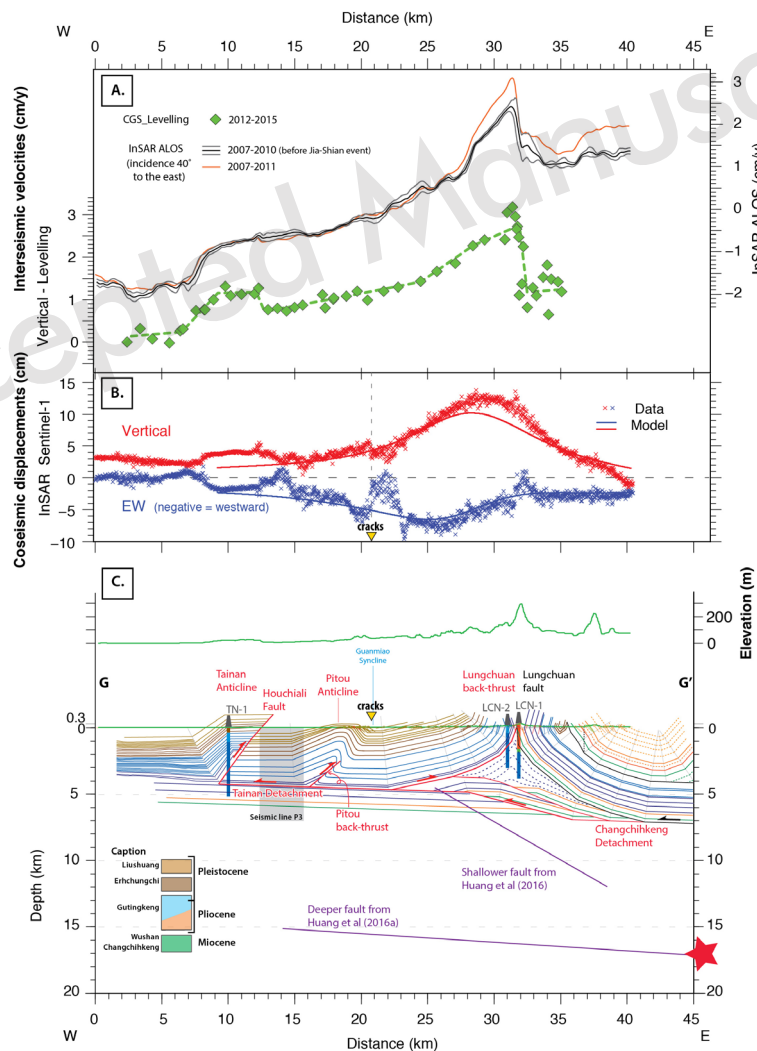 Distance (km)
W
E
0 5 10 15 20 25 30 35 40 45
A.
CGS_Levelling 2012-2015
InSAR ALOS
(incidence 40°
to the east)
2007-2010 (before Jia-Shian event)
2007-2011
Interseismic velocities (cm/y)
Vertical - Levelling
3
2
1
0
3
2
1
0
−1
−2
InSAR ALOS (cm/y)
Accepted Manusc
B.
Coseismic displacements (cm)
InSAR Sentinel-1
15
10
5
0
−5
−10
Vertical
EW (negative = westward)
Data
Model
cracks
C.
Elevation (m)
200
0
G
G'
Tainan
Anticline
Houchiali
Fault
Pitou
Anticline
Guanmiao
Syncline
cracks
Lungchuan
back-thrust
Lungchuan
fault
TN-1
LCN-2
LCN-1
0.3
0
5
10
15
20
0
5
10
15
20
Depth (km)
Tainan-Detachment
Seismic line P3
Pitou
back-thrust
Changchihkeng
Detachment
Shallower fault from
Huang et al (2016)
Deeper fault from
Huang et al (2016a)
Caption
Liushuang
Erhchungchi
Pleistocene
Gutingkeng
Pliocene
Wushan
Changchihkeng
Miocene
0 5 10 15 20 25 30 35 40 45
W
E
Distance (km)